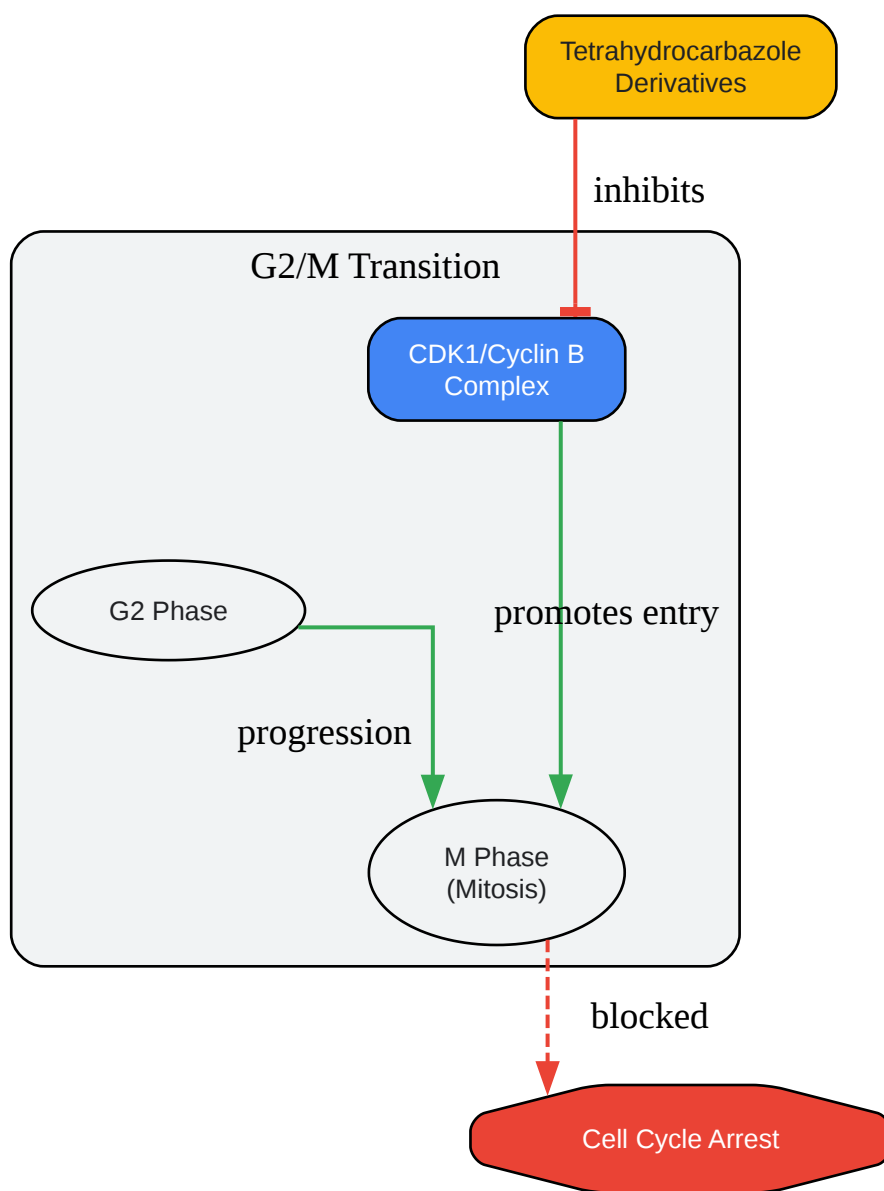 Tetrahydrocarbazole
Derivatives
inhibits
G2/M Transition
CDK1/Cyclin B
Complex
G2 Phase
promotes entry
progression
M Phase
(Mitosis)
blocked
Cell Cycle Arrest